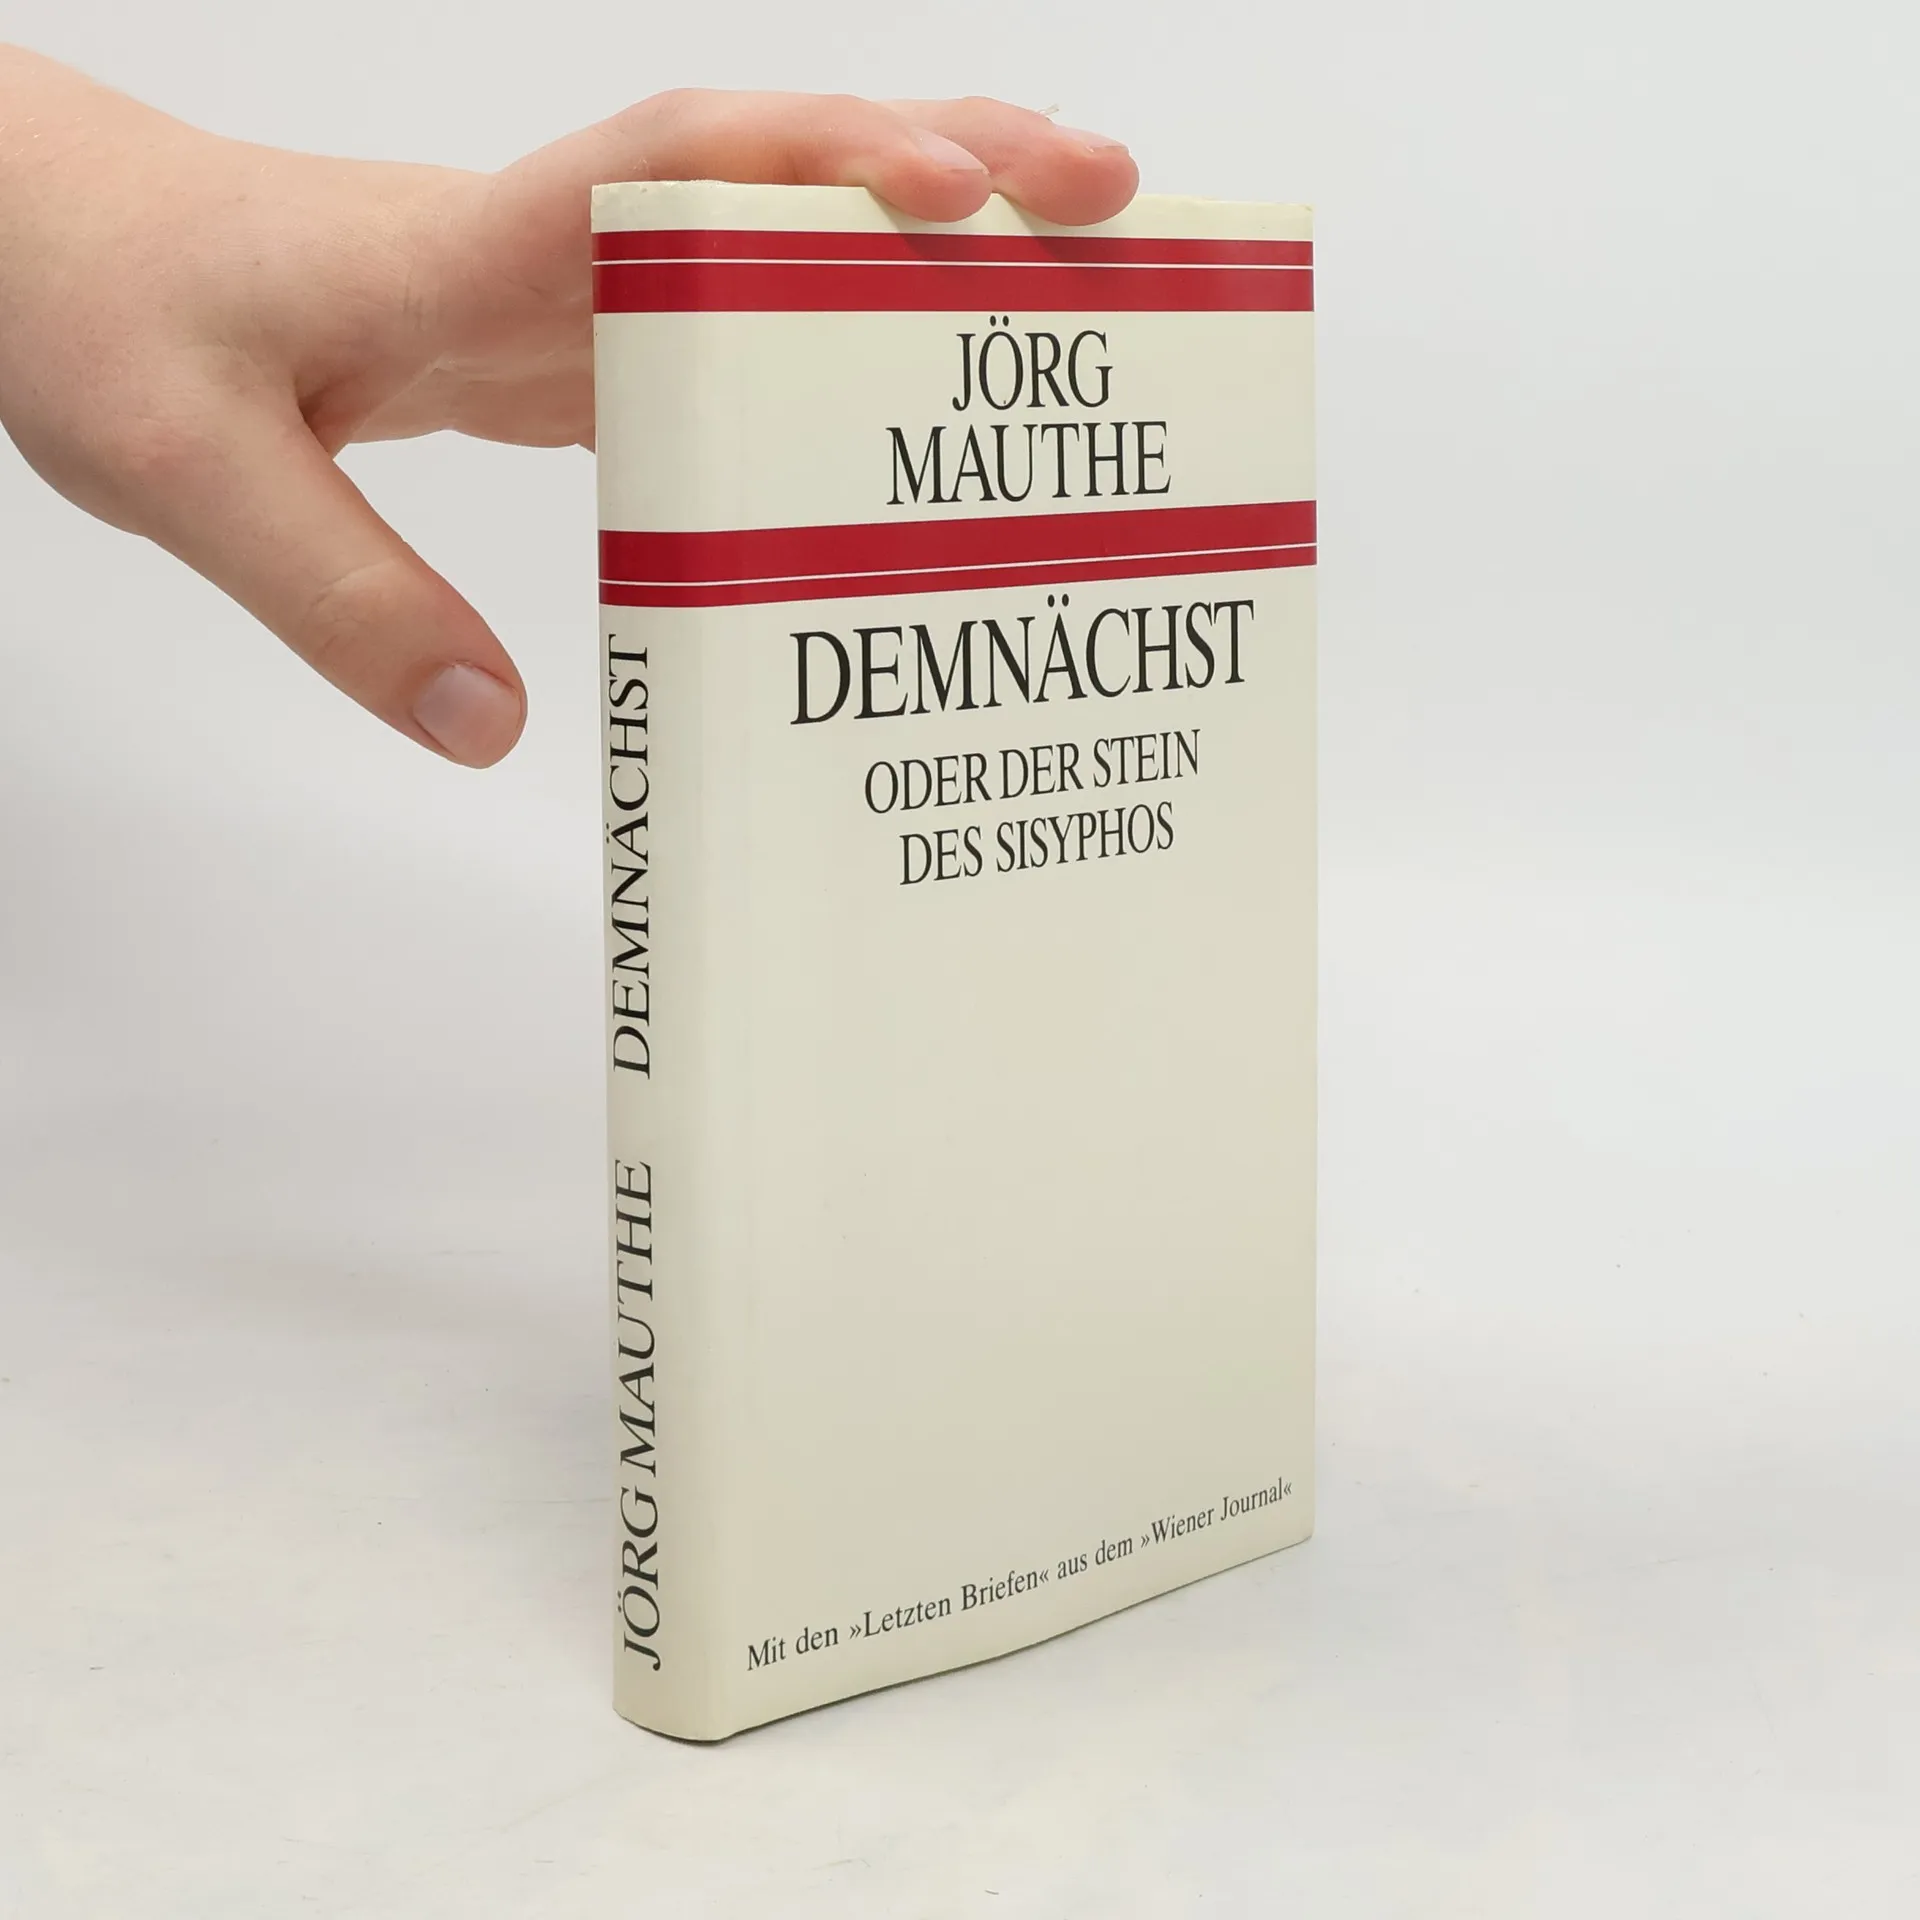 JÖRG
MAUTHE
DEMNÄCHST
ODER DER STEIN
DES SISYPHOS
Mit den »Letzten Briefen« aus dem »Wiener Journal«
JÖRG MAUTHE DEMNÄCHST